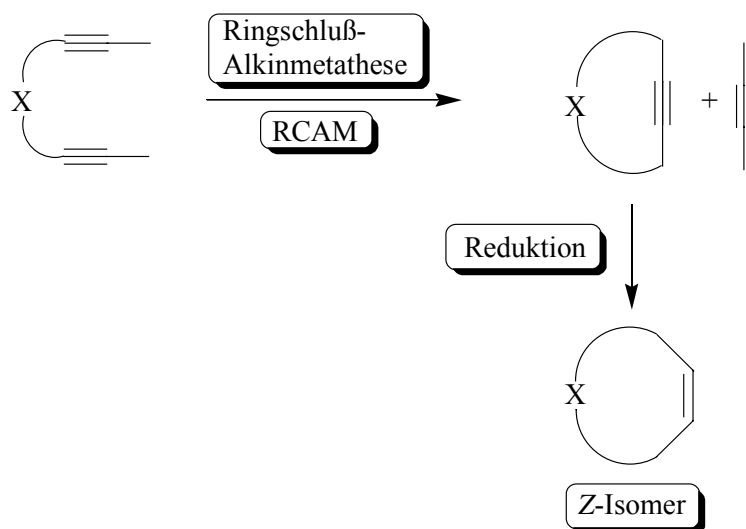 Ringschluß-
Alkinmetathese
RCAM
X
X
+
Reduktion
X
Z-Isomer